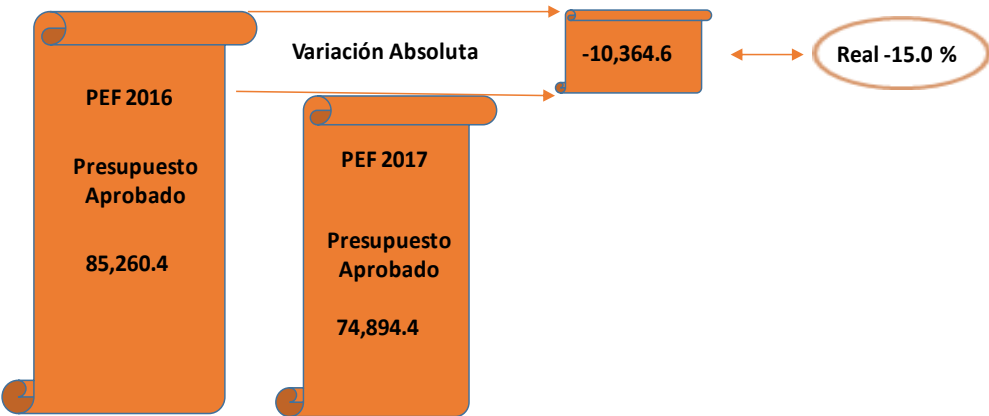 Variación Absoluta
-10,364.6
Real -15.0 %
PEF 2016
Presupuesto
Aprobado
85,260.4
PEF 2017
Presupuesto
Aprobado
74,894.4